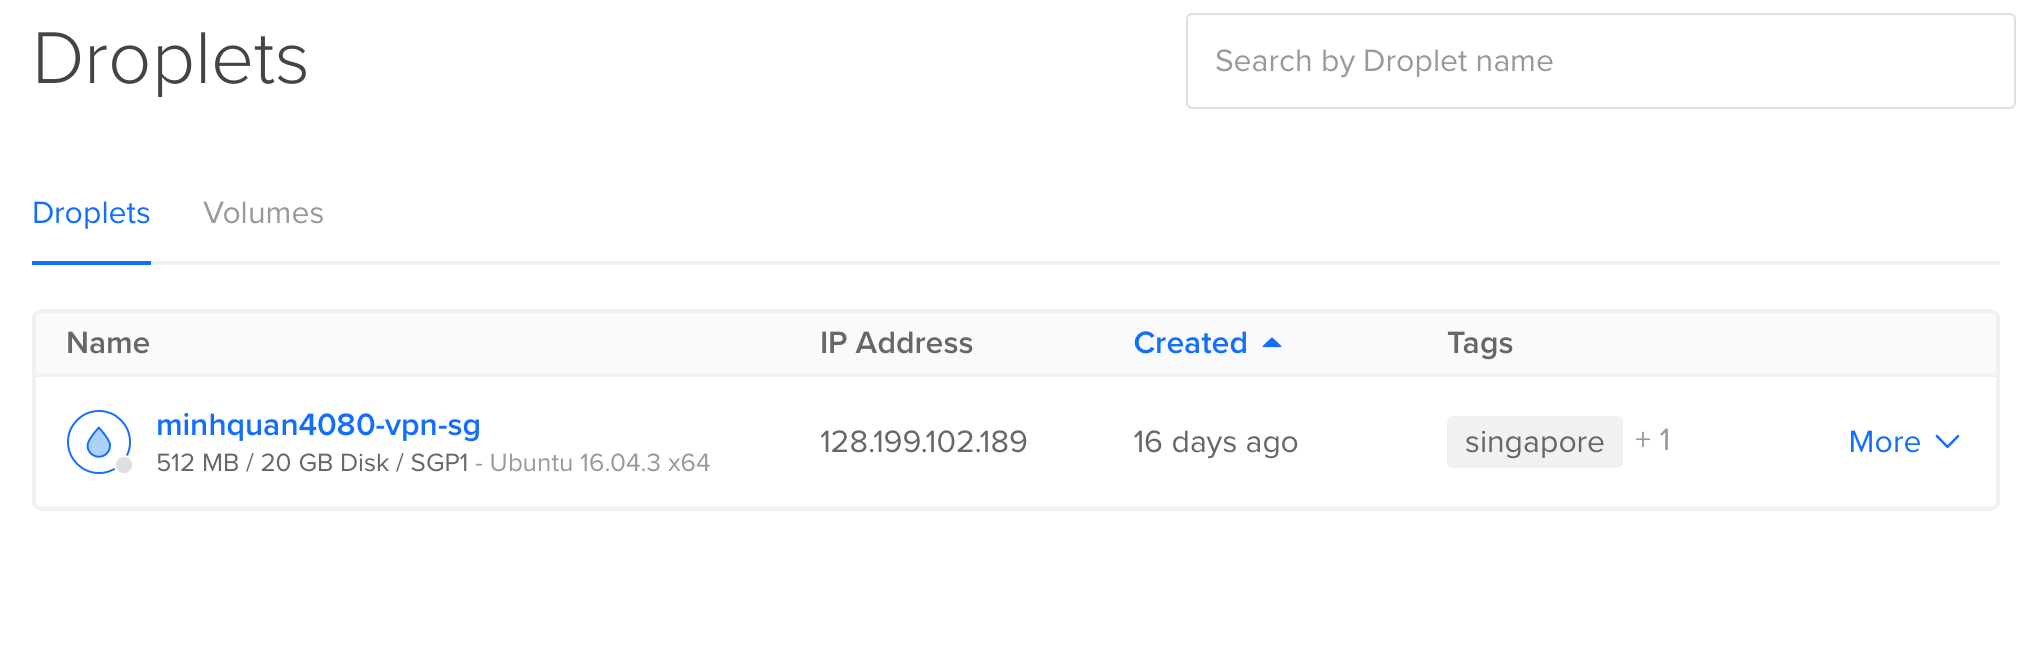 Droplets
Search by Droplet name
Droplets Volumes
Name IP Address Created Tags
minhquan4080-vpn-sg
512 MB / 20 GB Disk / SGP1 - Ubuntu 16.04.3 x64
128.199.102.189 16 days ago singapore + 1 More